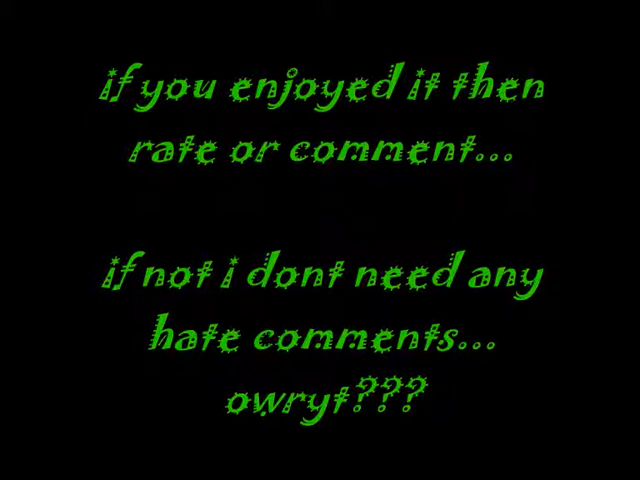 if you enjoyed it then
rate or comment...
if not i dont need any
hate comments...
owryt???